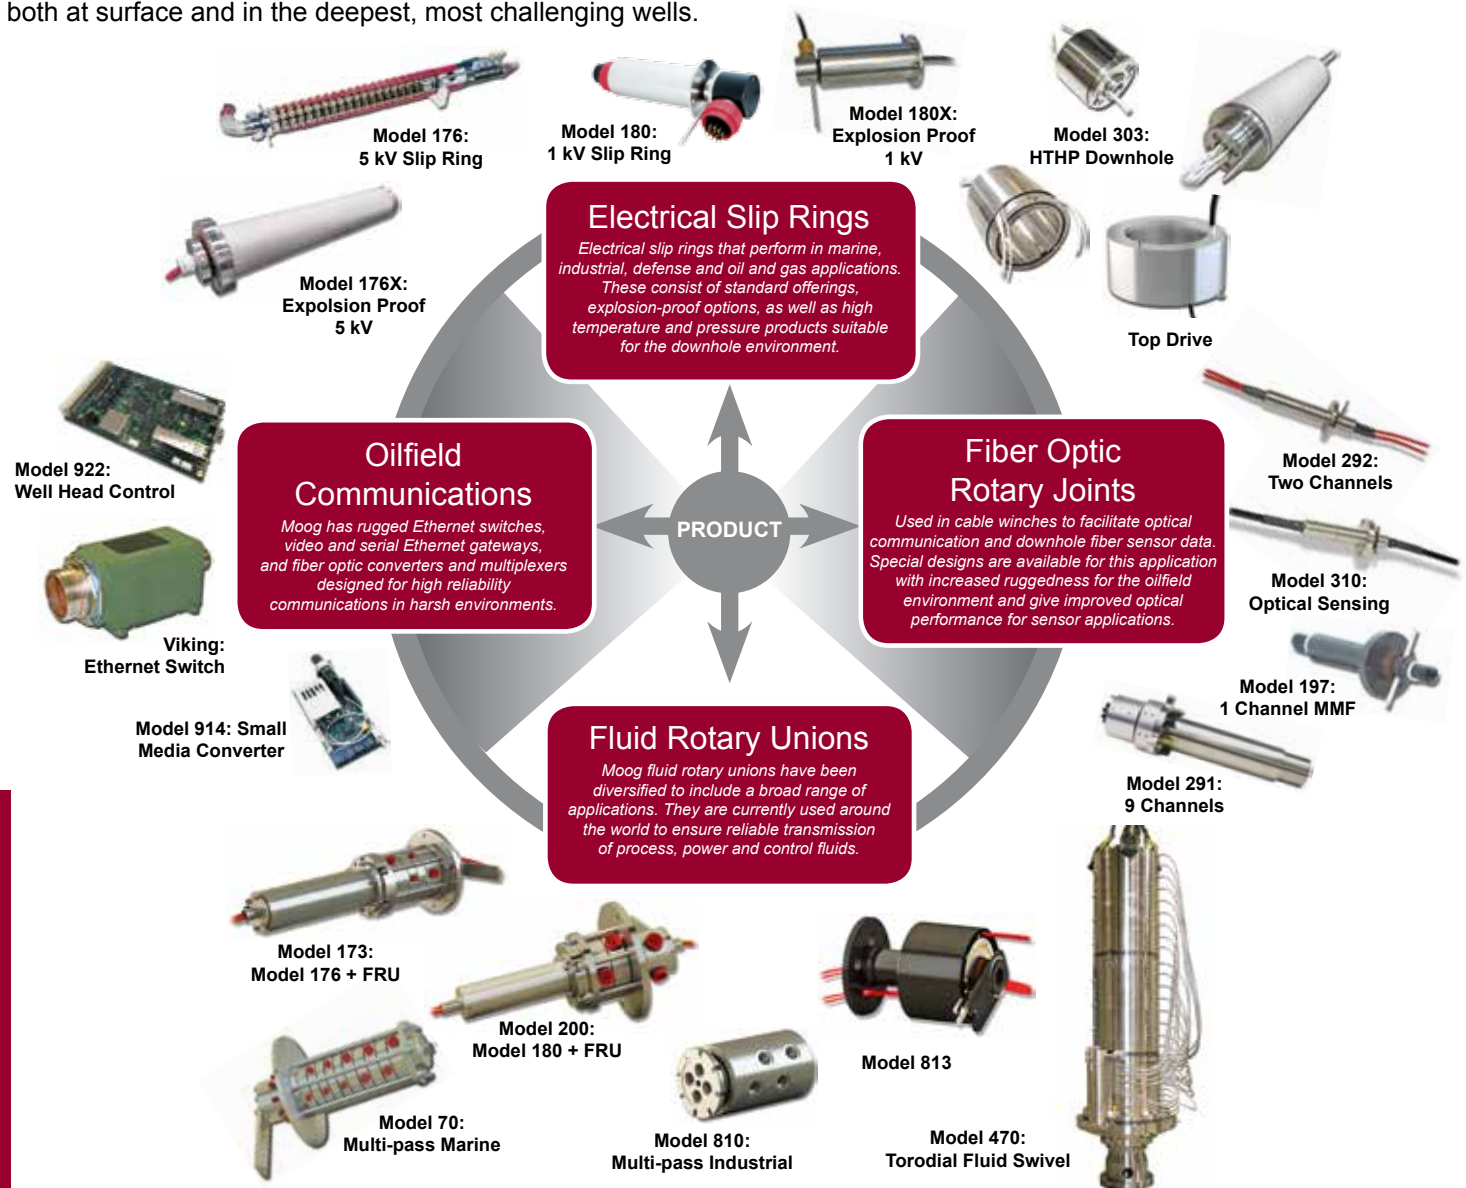 both at surface and in the deepest, most challenging wells.
Model 176:
5 kV Slip Ring
Model 180:
1 kV Slip Ring
Model 180X:
Explosion Proof
1 kV
Model 303:
HTHP Downhole
Model 176X:
Expolsion Proof
5 kV
Top Drive
Electrical Slip Rings
Electrical slip rings that perform in marine,
industrial, defense and oil and gas applications.
These consist of standard offerings,
explosion-proof options, as well as high
temperature and pressure products suitable
for the downhole environment.
Model 922:
Well Head Control
Viking:
Ethernet Switch
Model 914: Small
Media Converter
Oilfield
Communications
Moog has rugged Ethernet switches,
video and serial Ethernet gateways,
and fiber optic converters and multiplexers
designed for high reliability
communications in harsh environments.
PRODUCT
Fiber Optic
Rotary Joints
Used in cable winches to facilitate optical
communication and downhole fiber sensor data.
Special designs are available for this application
with increased ruggedness for the oilfield
environment and give improved optical
performance for sensor applications.
Model 292:
Two Channels
Model 310:
Optical Sensing
Model 197:
1 Channel MMF
Model 291:
9 Channels
Fluid Rotary Unions
Moog fluid rotary unions have been
diversified to include a broad range of
applications. They are currently used around
the world to ensure reliable transmission
of process, power and control fluids.
Model 173:
Model 176 + FRU
Model 200:
Model 180 + FRU
Model 813
Model 70:
Multi-pass Marine
Model 810:
Multi-pass Industrial
Model 470:
Torodial Fluid Swivel